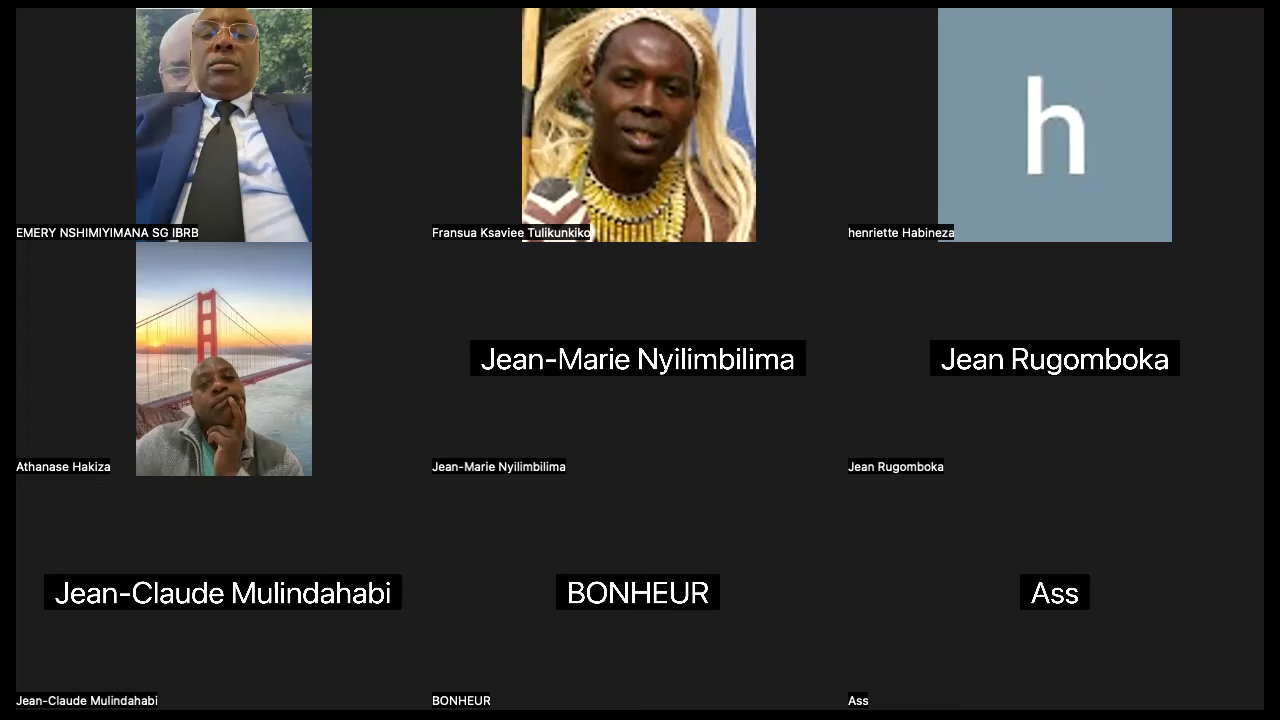 EMERY NSHIMIYIMANA SG IBRB
Fransua Ksaviee Tulikunkiko
h
henriette Habineza
Athanase Hakiza
Jean-Marie Nyilimbilima
Jean-Marie Nyilimbilima
Jean Rugomboka
Jean Rugomboka
Jean-Claude Mulindahabi
Jean-Claude Mulindahabi
BONHEUR
BONHEUR
Ass
Ass